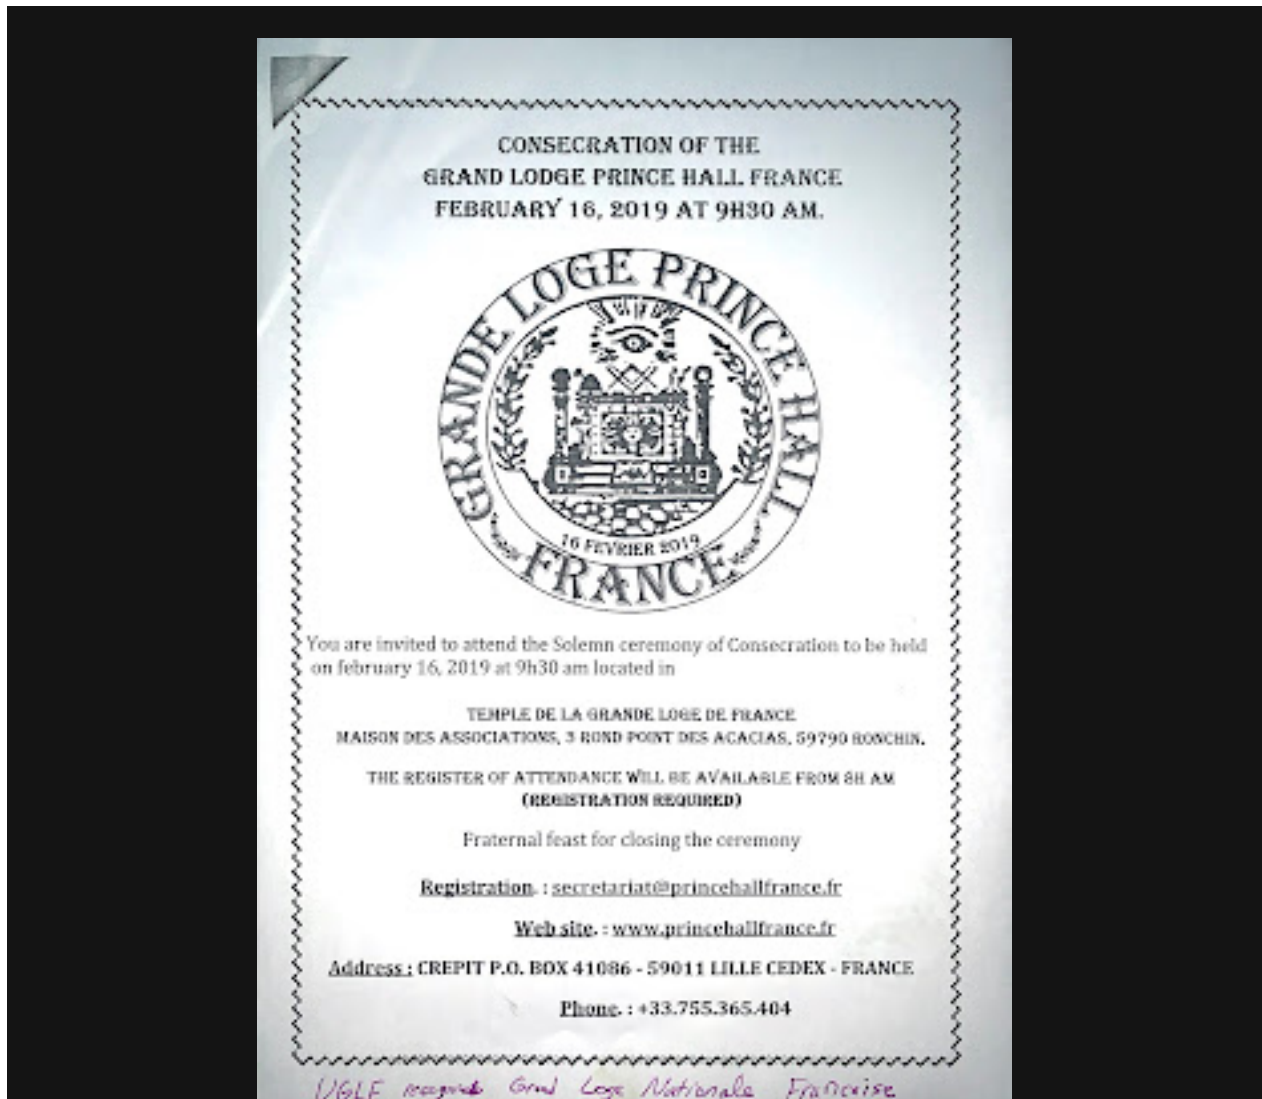 CONSECRATION OF THE
GRAND LODGE PRINCE HALL FRANCE
FEBRUARY 16, 2019 AT 9H30 AM.
GRANDE LOGE PRINCE HALL
16 FEVRIER 2019
FRANCE
You are invited to attend the Solemn ceremony of Consecration to be held
on february 16, 2019 at 9h30 am located in
TEMPLE DE LA GRANDE LOGE DE FRANCE
MAISON DES ASSOCIATIONS, 3 ROND POINT DES ACACIAS, 59790 RONCHIN.
THE REGISTER OF ATTENDANCE WILL BE AVAILABLE FROM 8H AM
(REGISTRATION REQUIRED)
Fraternal feast for closing the ceremony
Registration. : secretariat@princehallfrance.fr
Web site. : www.princehallfrance.fr
Address : CREPIT P.O. BOX 41086 - 59011 LILLE CEDEX - FRANCE
Phone. : +33.755.365.404
Grand Loge Nationale Francaise